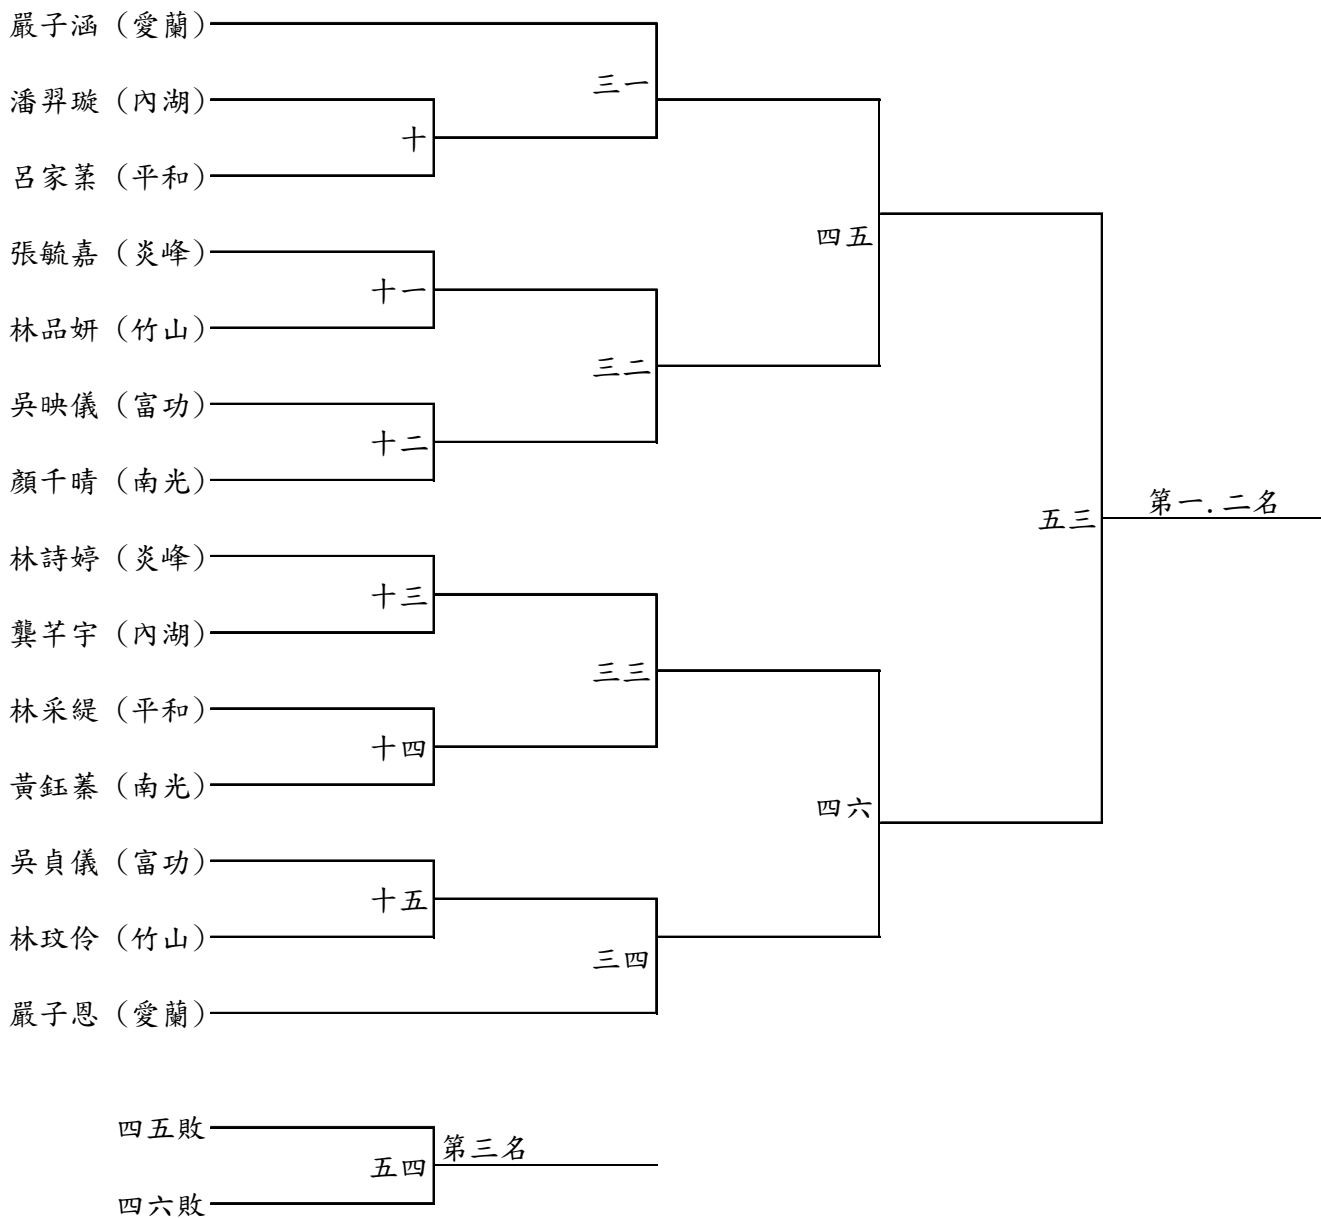 嚴子涵（愛蘭）
三一
潘羿璇（內湖）
十
呂家葇（平和）
四五
張毓嘉（炎峰）
十一
林品妍（竹山）
三二
吳映儀（富功）
十二
顏千晴（南光）
第一.二名
五三
林詩婷（炎峰）
十三
龔芊宇（內湖）
三三
林采緹（平和）
十四
黃鈺蓁（南光）
四六
吳貞儀（富功）
十五
林玟伶（竹山）
三四
嚴子恩（愛蘭）
四五敗
第三名
五四
四六敗